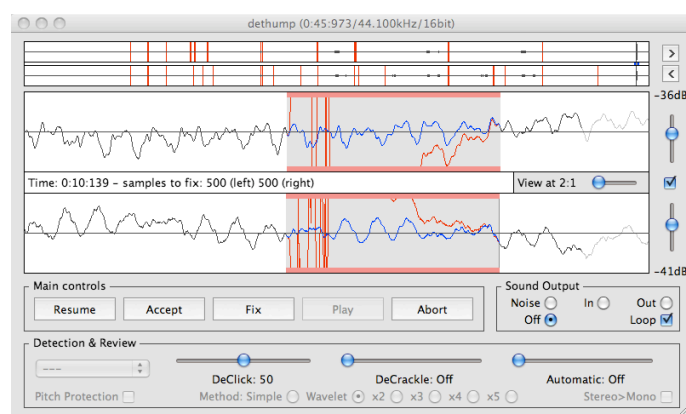 dethump (0:45:973/44.100kHz/16bit)
>
<
-36dB
Time: 0:10:139 - samples to fix: 500 (left) 500 (right) View at 2:1
-41dB
Main controls
Resume Accept Fix Play Abort
Sound Output
Noise In Out
Off Loop
Detection & Review
---
DeClick: 50 DeCrackle: Off Automatic: Off
Pitch Protection Method: Simple Wavelet x2 x3 x4 x5 Stereo>Mono